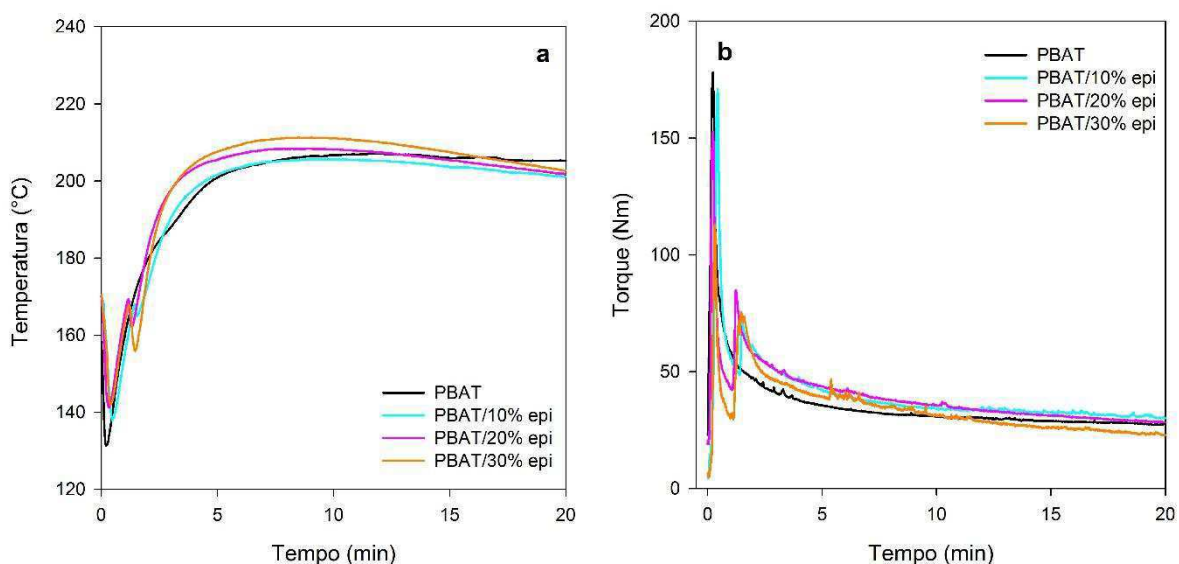 240
220
200
180
160
140
120
Temperatura (°C)
a
PBAT
PBAT/10% epi
PBAT/20% epi
PBAT/30% epi
0
5
10
15
20
Tempo (min)
200
150
100
50
0
Torque (Nm)
b
PBAT
PBAT/10% epi
PBAT/20% epi
PBAT/30% epi
0
5
10
15
20
Tempo (min)